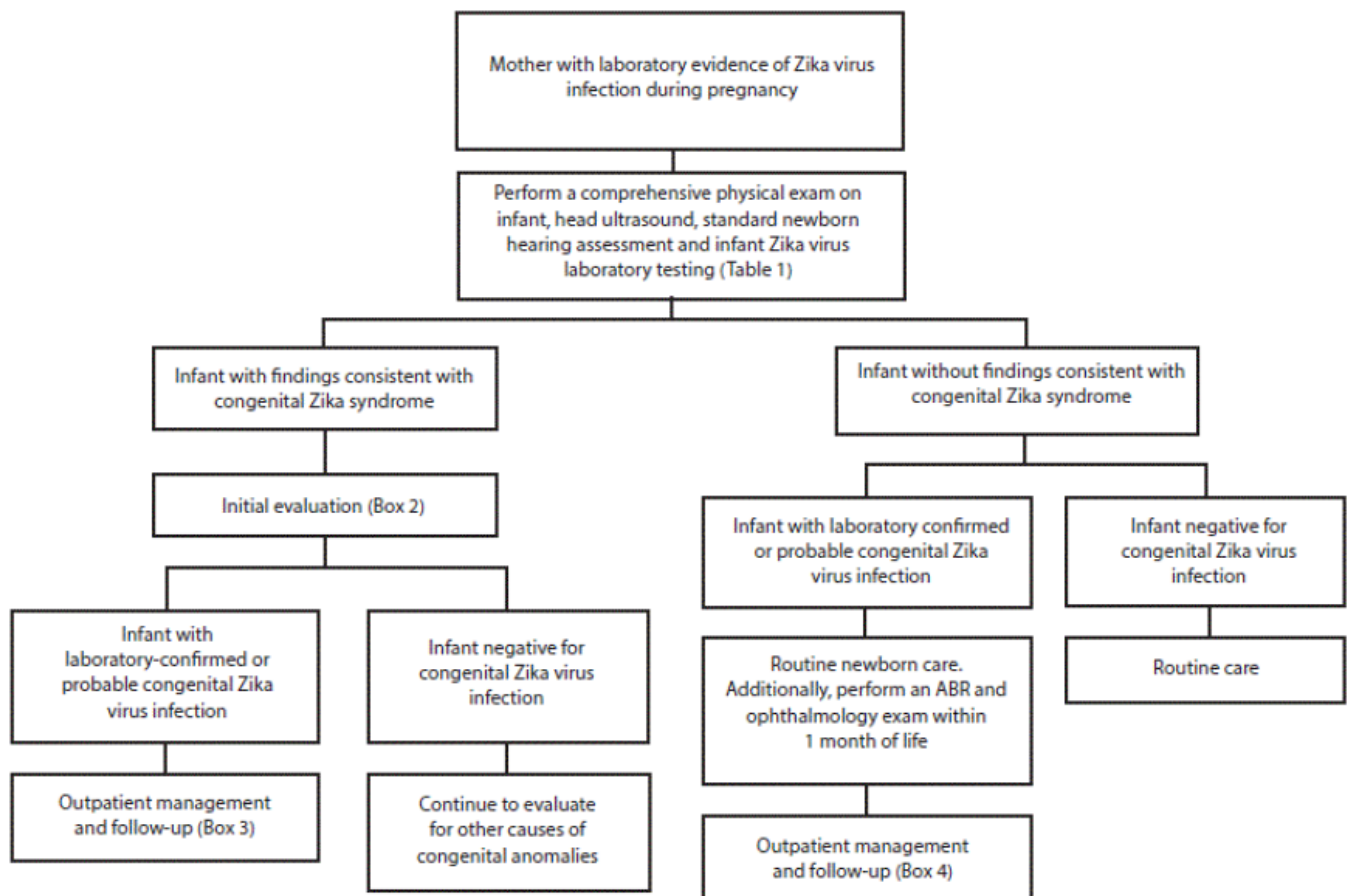 Mother with laboratory evidence of Zika virus
infection during pregnancy
Perform a comprehensive physical exam on
infant, head ultrasound, standard newborn
hearing assessment and infant Zika virus
laboratory testing (Table 1)
Infant with findings consistent with
congenital Zika syndrome
Infant without findings consistent with
congenital Zika syndrome
Initial evaluation (Box 2)
Infant with
laboratory-confirmed or
probable congenital Zika
virus infection
Infant negative for
congenital Zika virus
infection
Infant with laboratory confirmed
or probable congenital Zika
virus infection
Infant negative for
congenital Zika virus
infection
Outpatient management
and follow-up (Box 3)
Continue to evaluate
for other causes of
congenital anomalies
Routine newborn care.
Additionally, perform an ABR and
ophthalmology exam within
1 month of life
Routine care
Outpatient management
and follow-up (Box 4)